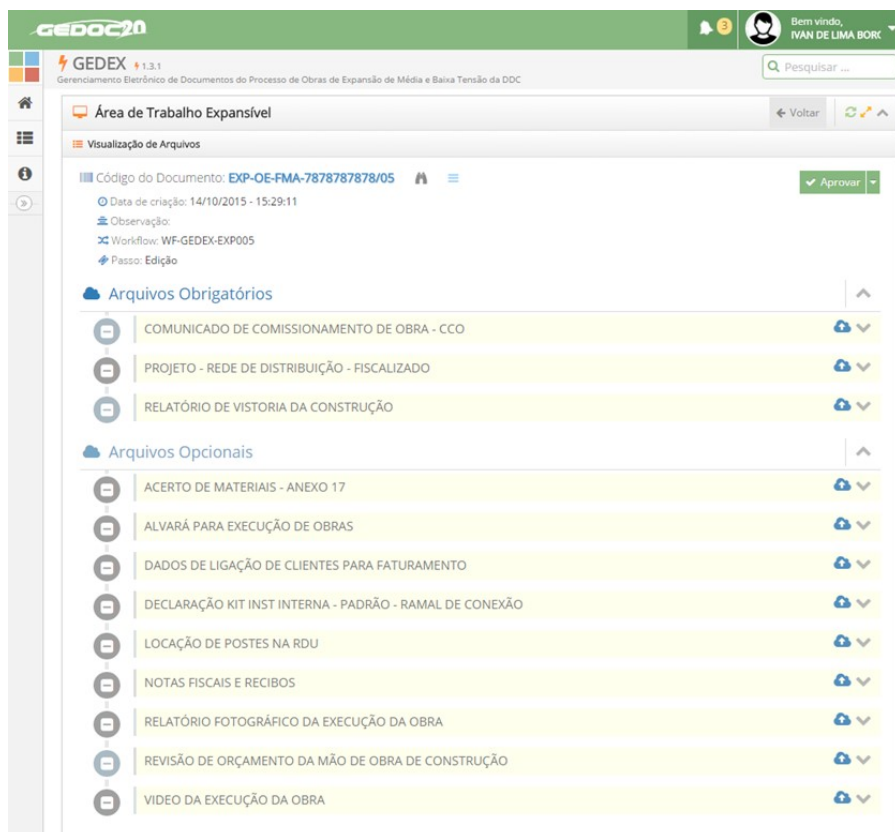 GEDOC20
3
Bem vindo,
IVAN DE LIMA BORG
GEDEX 1.3.1
Gerenciamento Eletrônico de Documentos do Processo de Obras de Expansão de Média e Baixa Tensão da DDC
Pesquisar ...
Área de Trabalho Expansível
Voltar
Visualização de Arquivos
Código do Documento: EXP-OE-FMA-7878787878/05
Aprovar
Data de criação: 14/10/2015 - 15:29:11
Observação:
Workflow: WF-GEDEX-EXP005
Passo: Edição
Arquivos Obrigatórios
COMUNICADO DE COMISSIONAMENTO DE OBRA - CCO
PROJETO - REDE DE DISTRIBUIÇÃO - FISCALIZADO
RELATÓRIO DE VISTORIA DA CONSTRUÇÃO
Arquivos Opcionais
ACERTO DE MATERIAIS - ANEXO 17
ALVARÁ PARA EXECUÇÃO DE OBRAS
DADOS DE LIGAÇÃO DE CLIENTES PARA FATURAMENTO
DECLARAÇÃO KIT INST INTERNA - PADRÃO - RAMAL DE CONEXÃO
LOCAÇÃO DE POSTES NA RDU
NOTAS FISCAIS E RECIBOS
RELATÓRIO FOTOGRÁFICO DA EXECUÇÃO DA OBRA
REVISÃO DE ORÇAMENTO DA MÃO DE OBRA DE CONSTRUÇÃO
VIDEO DA EXECUÇÃO DA OBRA